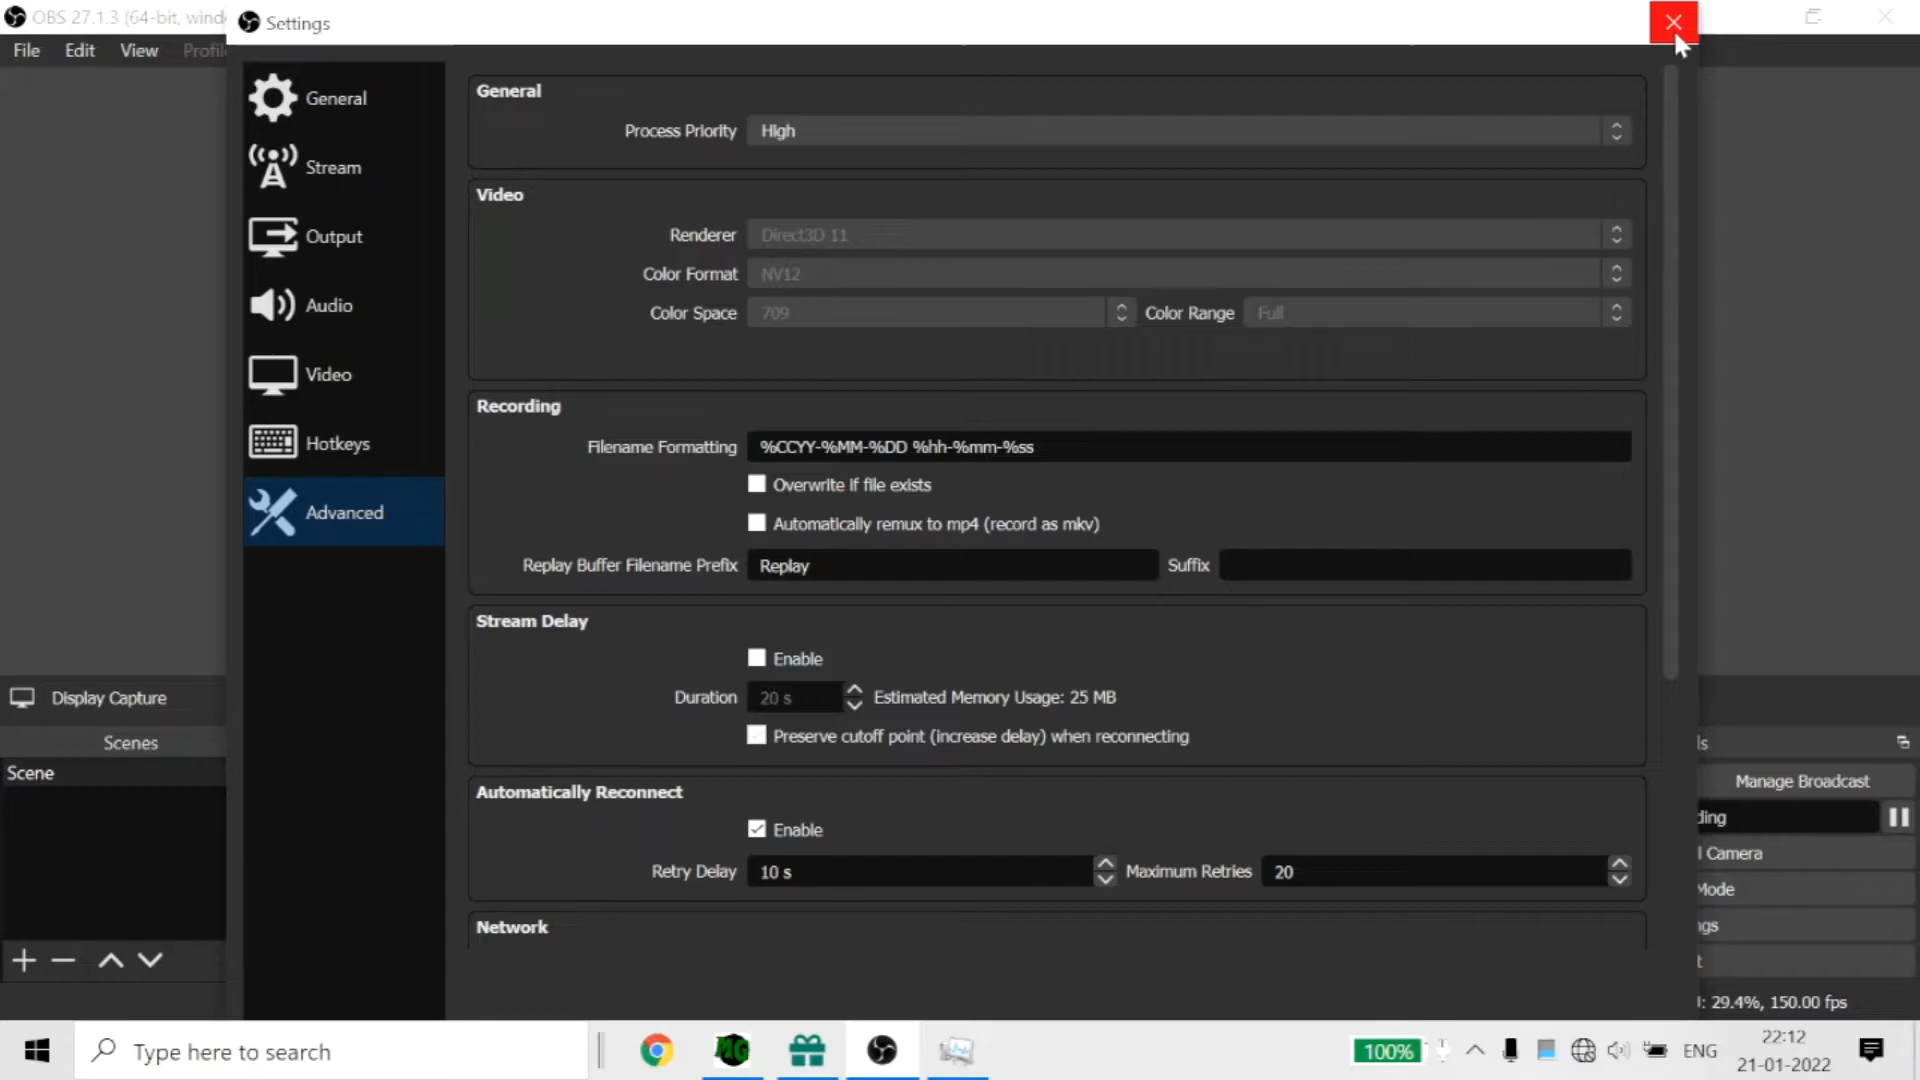 OBS 27.1.3 (64-bit, wind
Settings
File Edit View Profil
General
Stream
Output
Audio
Video
Hotkeys
Advanced
General
Process Priority High
Video
Renderer Direct3D 11
Color Format NV12
Color Space 709 Color Range Full
Recording
Filename Formatting %CCYY-%MM-%DD %hh-%mm-%ss
Overwrite if file exists
Automatically remux to mp4 (record as mkv)
Replay Buffer Filename Prefix Replay Suffix
Stream Delay
Enable
Duration 20 s Estimated Memory Usage: 25 MB
Preserve cutoff point (increase delay) when reconnecting
Automatically Reconnect
Enable
Retry Delay 10 s Maximum Retries 20
Network
Display Capture
Scenes
Scene
ls
Manage Broadcast
ding
l Camera
Mode
ngs
t
: 29.4%, 150.00 fps
Type here to search
MG
100%
ENG
22:12
21-01-2022